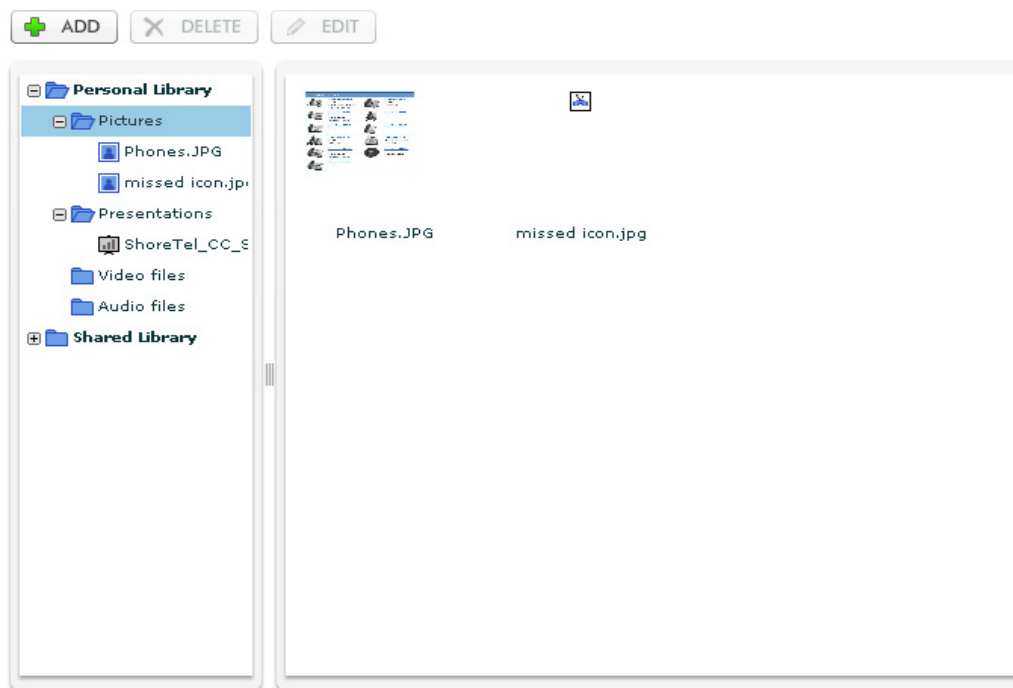 ADD DELETE EDIT
Personal Library
Pictures
Phones.JPG
missed icon.jp
Presentations
ShoreTel_CC_S
Video files
Audio files
Shared Library
Phones.JPG missed icon.jpg